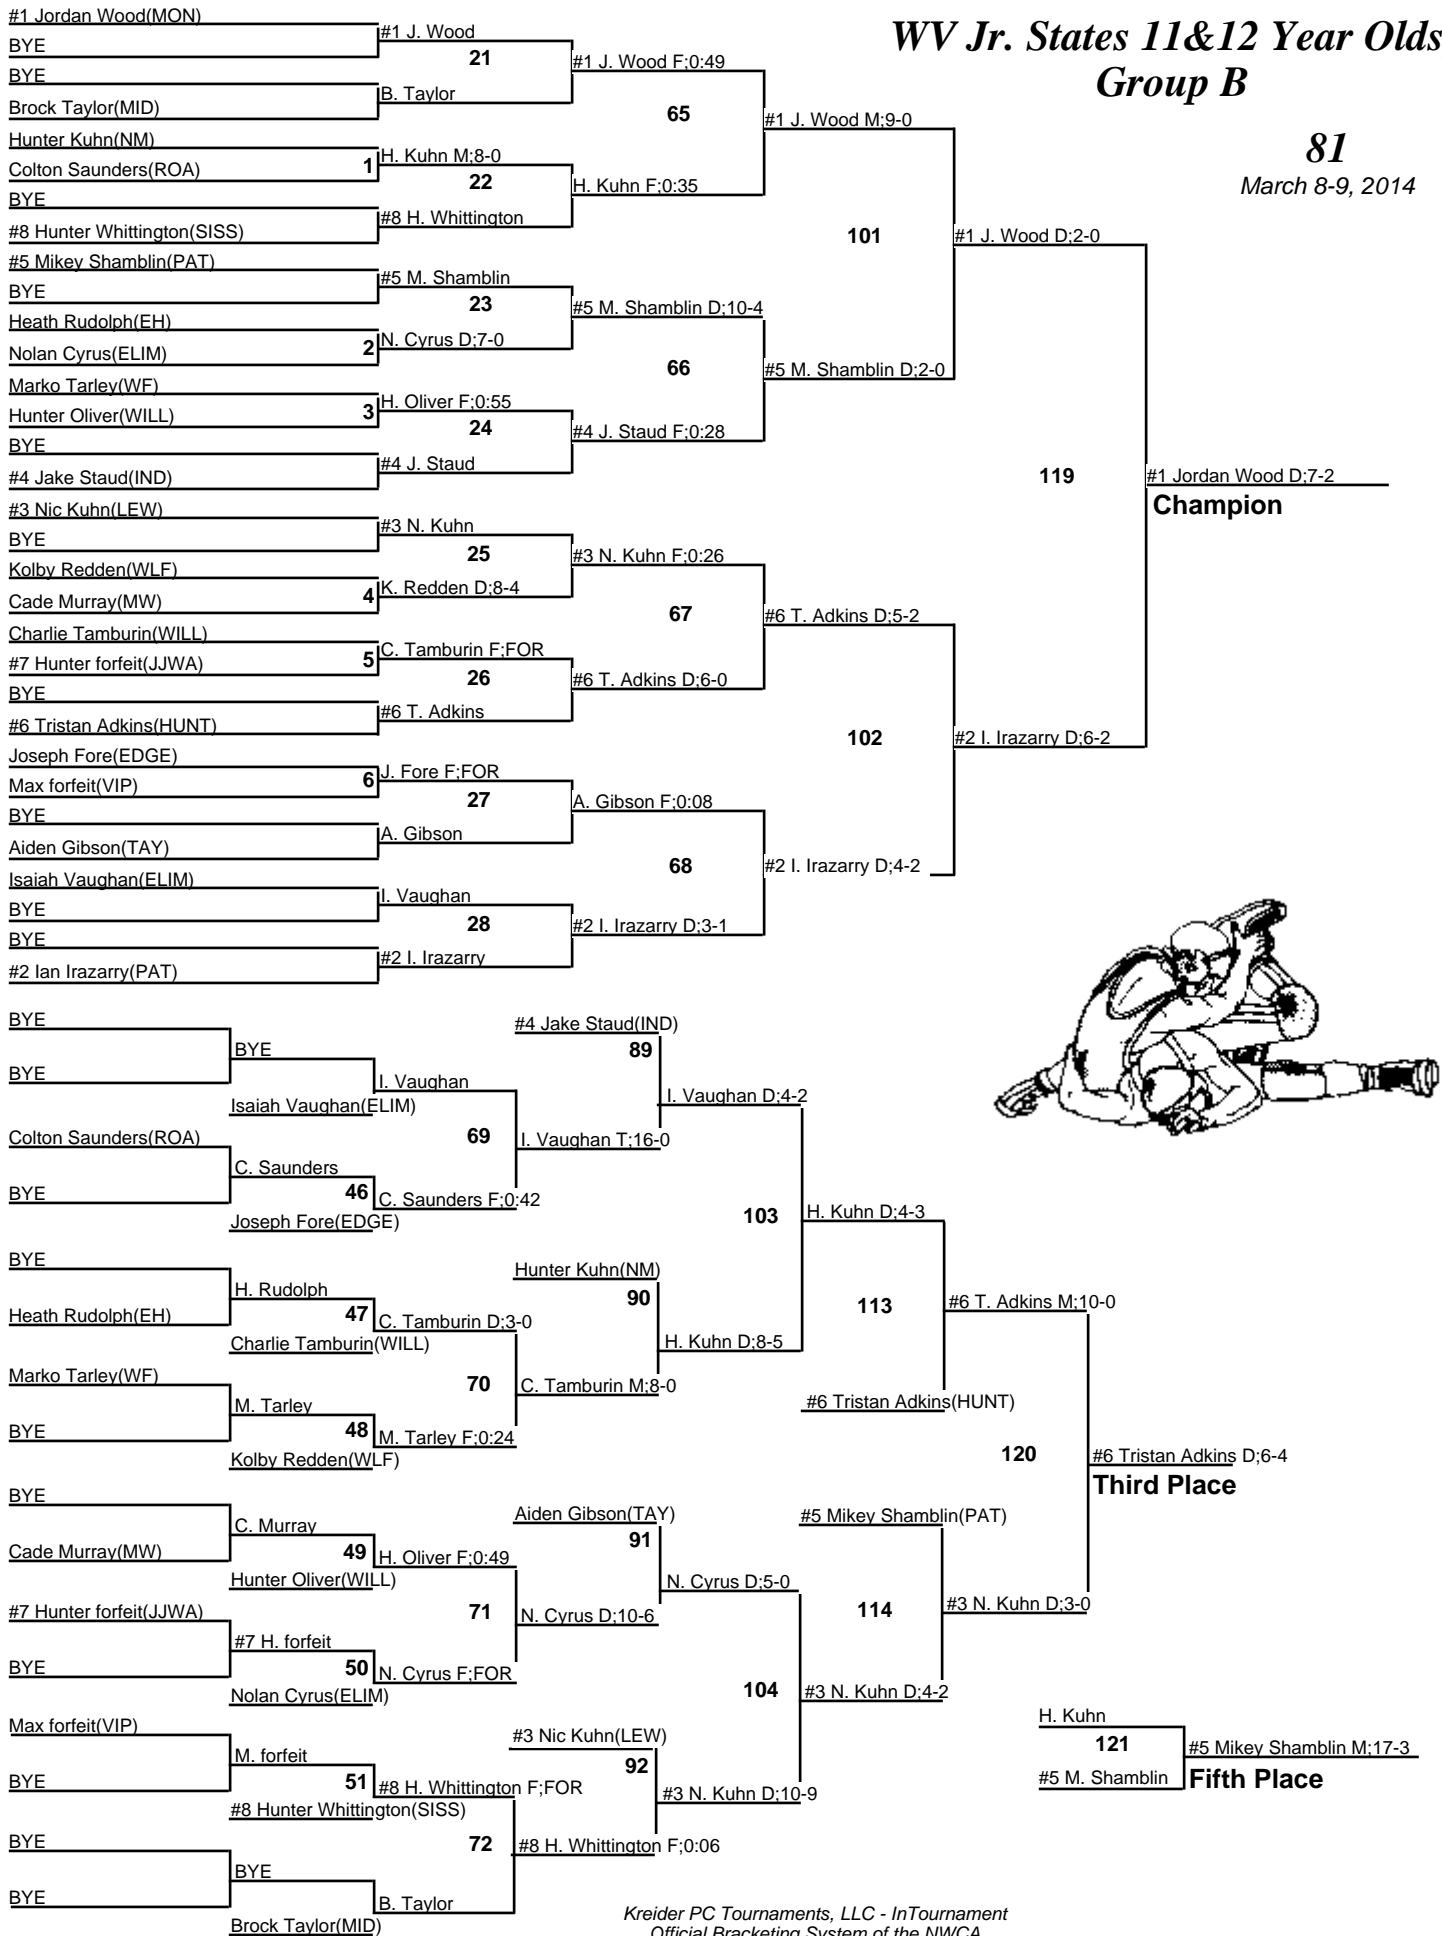 WV Jr. States 11&12 Year Olds
Group B
81
March 8-9, 2014
#1 Jordan Wood(MON)
BYE
BYE
Brock Taylor(MID)
Hunter Kuhn(NM)
Colton Saunders(ROA)
BYE
#8 Hunter Whittington(SISS)
#5 Mikey Shamblin(PAT)
BYE
Heath Rudolph(EH)
Nolan Cyrus(ELIM)
Marko Tarley(WF)
Hunter Oliver(WILL)
BYE
#4 Jake Staud(IND)
#3 Nic Kuhn(LEW)
BYE
Kolby Redden(WLF)
Cade Murray(MW)
Charlie Tamburin(WILL)
#7 Hunter forfeit(JJWA)
BYE
#6 Tristan Adkins(HUNT)
Joseph Fore(EDGE)
Max forfeit(VIP)
BYE
Aiden Gibson(TAY)
Isaiah Vaughan(ELIM)
BYE
BYE
#2 Ian Irazarry(PAT)
1
2
3
4
5
6
#1 J. Wood
21
B. Taylor
H. Kuhn M;8-0
22
#8 H. Whittington
#5 M. Shamblin
23
N. Cyrus D;7-0
H. Oliver F;0:55
24
#4 J. Staud
#3 N. Kuhn
25
K. Redden D;8-4
C. Tamburin F;FOR
26
#6 T. Adkins
J. Fore F;FOR
27
A. Gibson
I. Vaughan
28
#2 I. Irazarry
#1 J. Wood F;0:49
65
H. Kuhn F;0:35
#5 M. Shamblin D;10-4
66
#4 J. Staud F;0:28
#3 N. Kuhn F;0:26
67
#6 T. Adkins D;6-0
A. Gibson F;0:08
68
#2 I. Irazarry D;3-1
#1 J. Wood M;9-0
101
#5 M. Shamblin D;2-0
#6 T. Adkins D;5-2
102
#2 I. Irazarry D;4-2
#1 J. Wood D;2-0
119
#2 I. Irazarry D;6-2
#1 Jordan Wood D;7-2
Champion
BYE
BYE
Colton Saunders(ROA)
BYE
BYE
Heath Rudolph(EH)
Marko Tarley(WF)
BYE
BYE
Cade Murray(MW)
#7 Hunter forfeit(JJWA)
BYE
Max forfeit(VIP)
BYE
BYE
BYE
BYE
Isaiah Vaughan(ELIM)
C. Saunders
46
Joseph Fore(EDGE)
H. Rudolph
47
Charlie Tamburin(WILL)
M. Tarley
48
Kolby Redden(WLF)
C. Murray
49
Hunter Oliver(WILL)
#7 H. forfeit
50
Nolan Cyrus(ELIM)
M. forfeit
51
#8 Hunter Whittington(SISS)
BYE
Brock Taylor(MID)
I. Vaughan
69
C. Saunders F;0:42
C. Tamburin D;3-0
70
M. Tarley F;0:24
H. Oliver F;0:49
71
N. Cyrus F;FOR
#8 H. Whittington F;FOR
72
B. Taylor
#4 Jake Staud(IND)
89
I. Vaughan T;16-0
Hunter Kuhn(NM)
90
C. Tamburin M;8-0
Aiden Gibson(TAY)
91
N. Cyrus D;10-6
#3 Nic Kuhn(LEW)
92
#8 H. Whittington F;0:06
I. Vaughan D;4-2
103
H. Kuhn D;8-5
N. Cyrus D;5-0
104
#3 N. Kuhn D;10-9
H. Kuhn D;4-3
113
#6 Tristan Adkins(HUNT)
#5 Mikey Shamblin(PAT)
114
#3 N. Kuhn D;4-2
#6 T. Adkins M;10-0
120
#3 N. Kuhn D;3-0
#6 Tristan Adkins D;6-4
Third Place
H. Kuhn
121
#5 M. Shamblin
#5 Mikey Shamblin M;17-3
Fifth Place
Kreider PC Tournaments, LLC - InTournament
Official Bracketing System of the NWCA